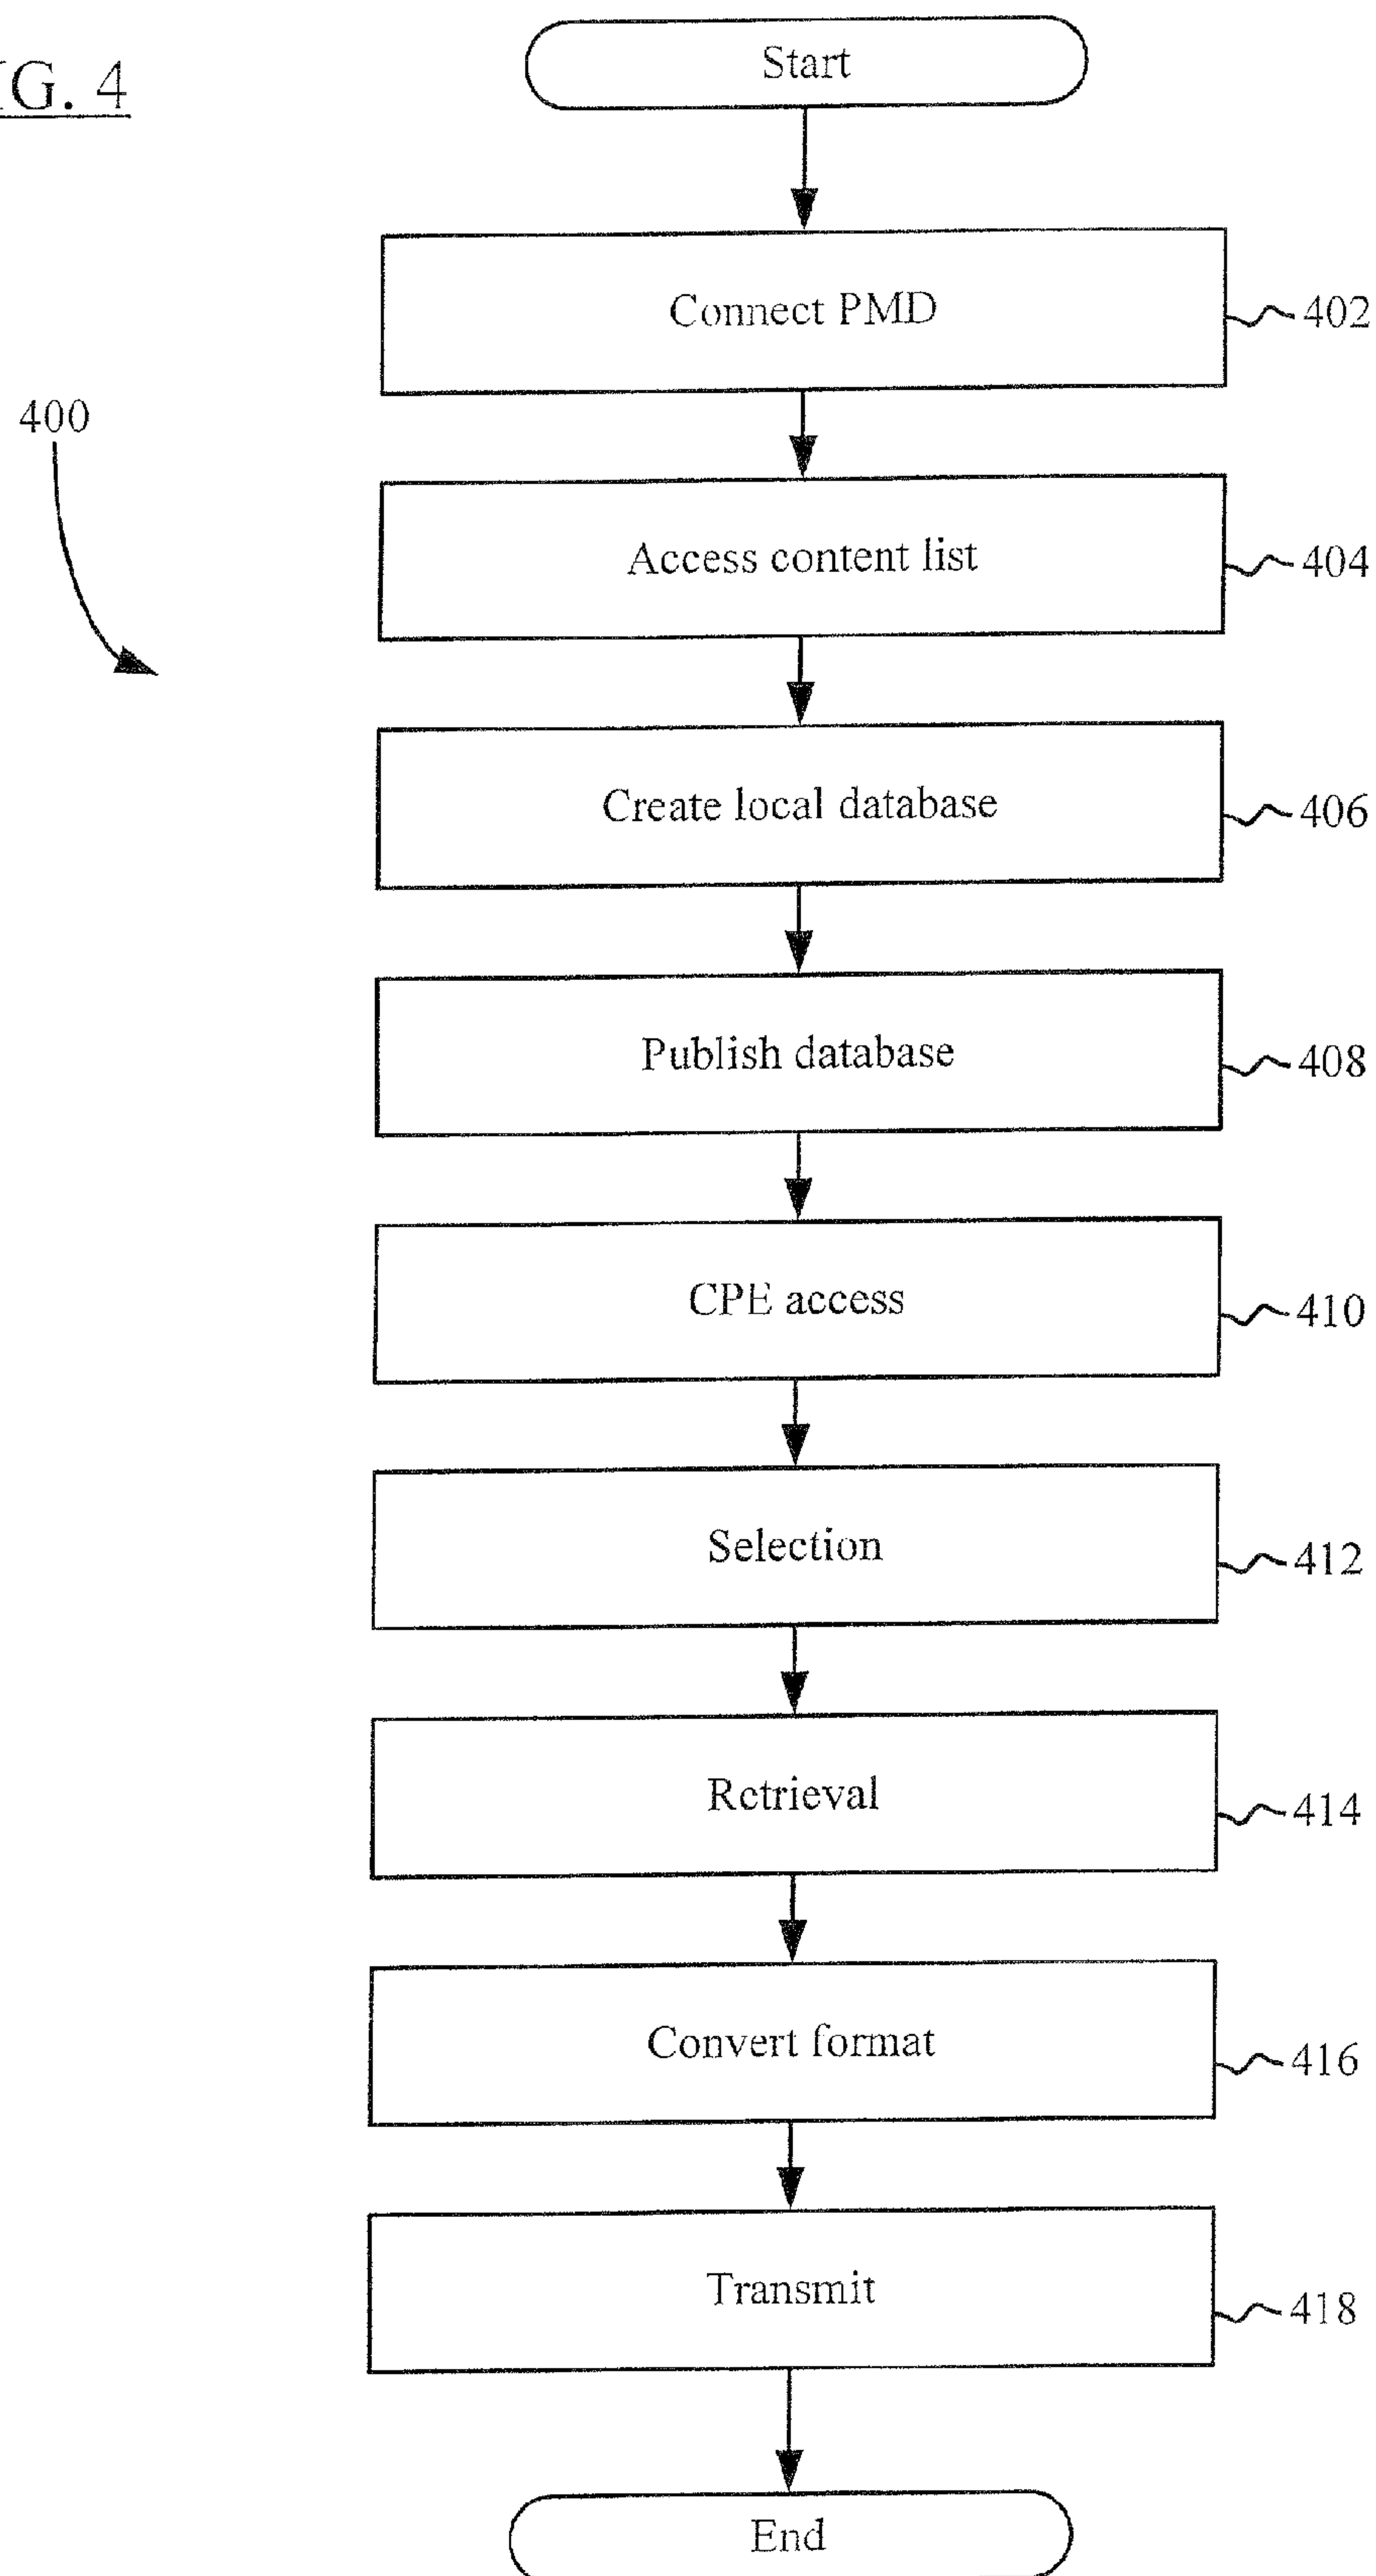 IG. 4
Start
Connect PMD
402
400
Access content list
404
Create local database
406
Publish database
408
CPE access
410
Selection
412
Retrieval
414
Convert format
416
Transmit
418
End